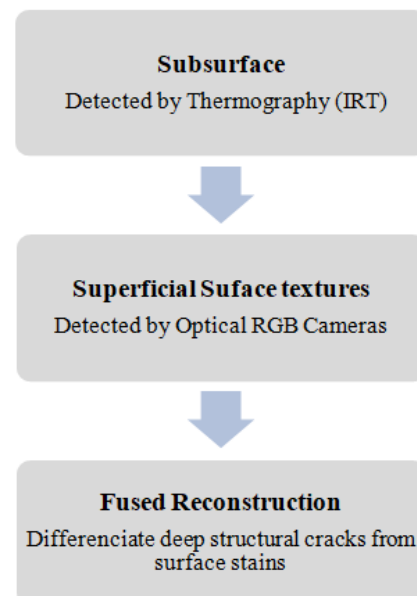 Subsurface
Detected by Thermography (IRT)
Superficial Suface textures
Detected by Optical RGB Cameras
Fused Reconstruction
Differenciate deep structural cracks from
surface stains